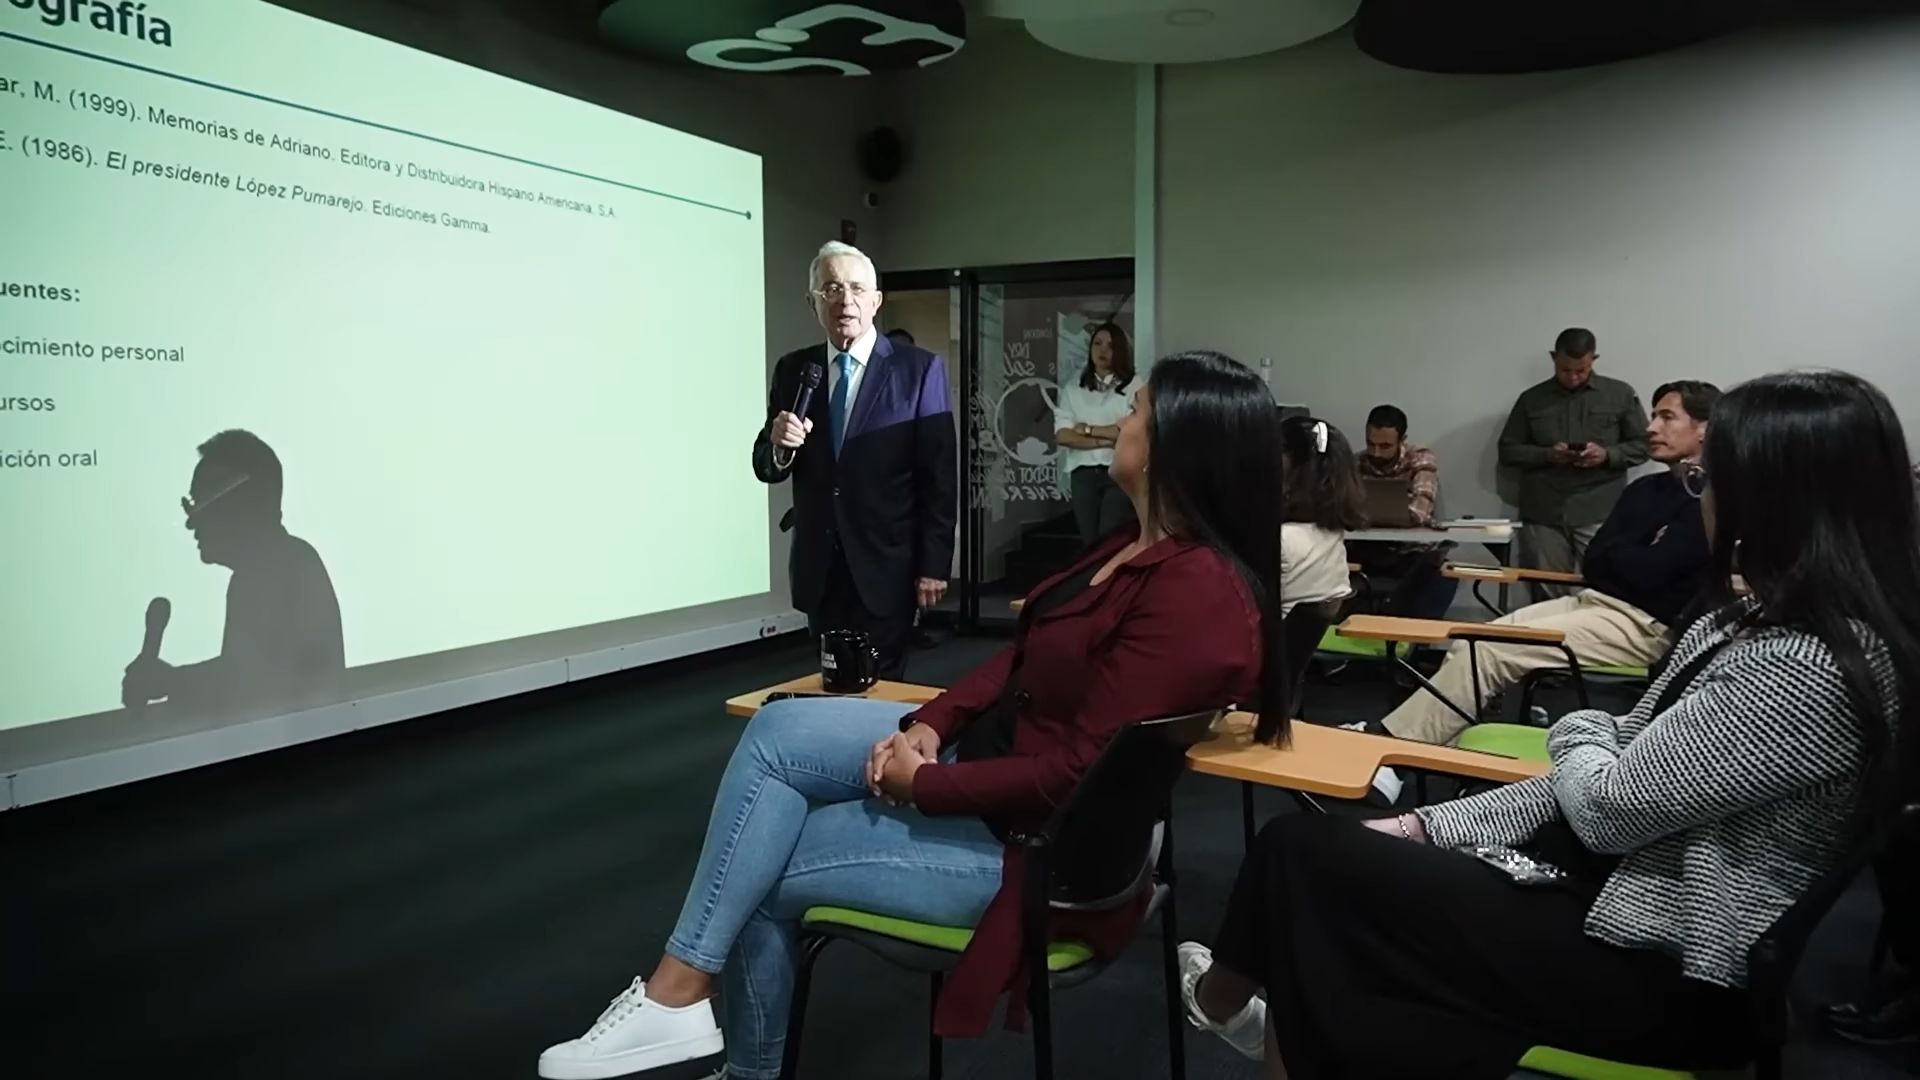 ografía
ar, M. (1999). Memorias de Adriano. Editora y Distribuidora Hispano Americana, S.A.
E. (1986). El presidente López Pumarejo. Ediciones Gamma.
uentes:
ocimiento personal
ursos
ición oral